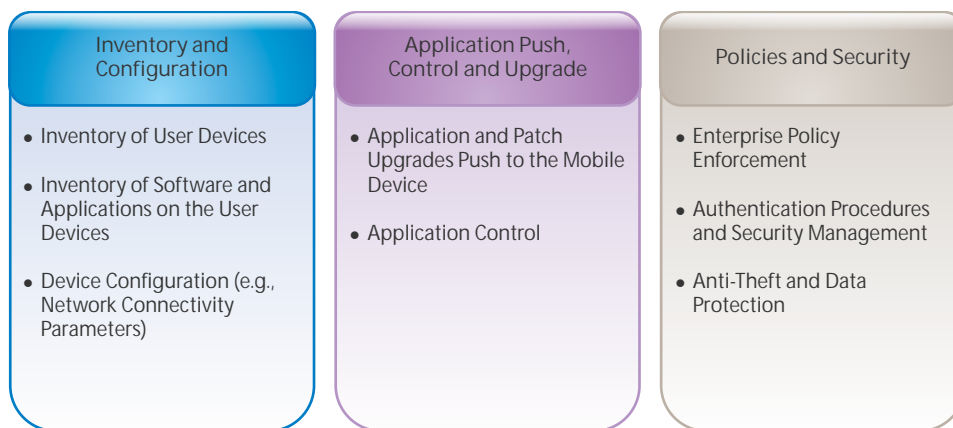 Inventory and
Configuration
• Inventory of User Devices
• Inventory of Software and
Applications on the User
Devices
• Device Configuration (e.g.,
Network Connectivity
Parameters)
Application Push,
Control and Upgrade
• Application and Patch
Upgrades Push to the Mobile
Device
• Application Control
Policies and Security
• Enterprise Policy
Enforcement
• Authentication Procedures
and Security Management
• Anti-Theft and Data
Protection